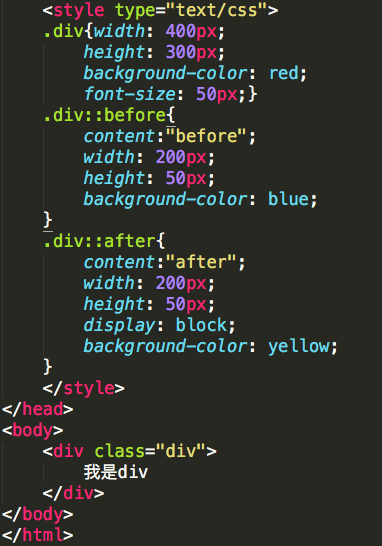 <style type="text/css">
.div{width: 400px;
height: 300px;
background-color: red;
font-size: 50px;}
.div::before{
content:"before";
width: 200px;
height: 50px;
background-color: blue;
}
.div::after{
content:"after";
width: 200px;
height: 50px;
display: block;
background-color: yellow;
}
</style>
</head>
<body>
<div class="div">
我是div
</div>
</body>
</html>